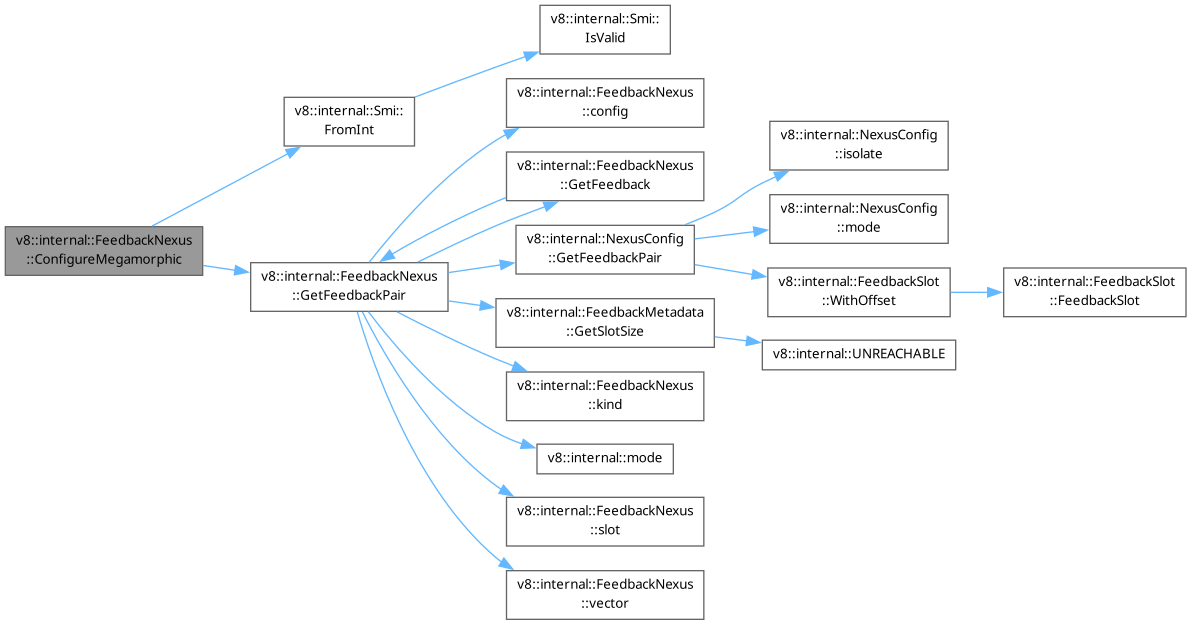 v8::internal::FeedbackNexus
::ConfigureMegamorphic
v8::internal::Smi::
FromInt
v8::internal::Smi::
IsValid
v8::internal::FeedbackNexus
::GetFeedbackPair
v8::internal::FeedbackNexus
::config
v8::internal::FeedbackNexus
::GetFeedback
v8::internal::NexusConfig
::GetFeedbackPair
v8::internal::NexusConfig
::isolate
v8::internal::NexusConfig
::mode
v8::internal::FeedbackSlot
::WithOffset
v8::internal::FeedbackSlot
::FeedbackSlot
v8::internal::FeedbackMetadata
::GetSlotSize
v8::internal::UNREACHABLE
v8::internal::FeedbackNexus
::kind
v8::internal::mode
v8::internal::FeedbackNexus
::slot
v8::internal::FeedbackNexus
::vector